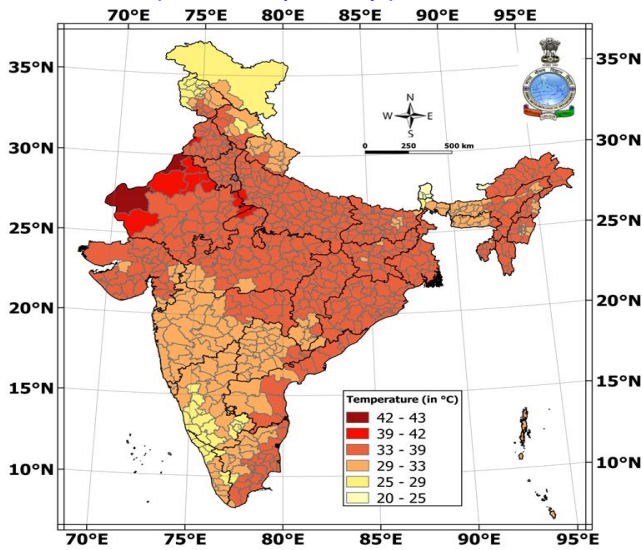 70°E 75°E 80°E 85°E 90°E 95°E
35°N 35°N
N
W E
S
0 250 500 km
30°N 30°N
25°N 25°N
20°N 20°N
15°N 15°N
Temperature (in °C)
42 - 43
39 - 42
33 - 39
10°N 10°N
29 - 33
25 - 29
20 - 25
70°E 75°E 80°E 85°E 90°E 95°E